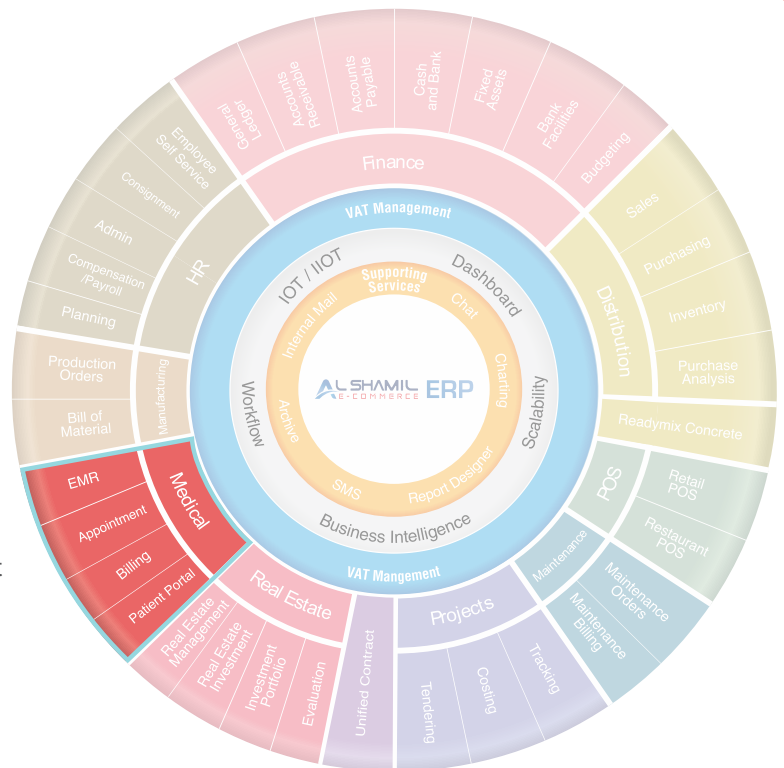 General
Ledger
Accounts
Receivable
Accounts
Payable
Cash
and Bank
Fixed
Assets
Bank
Facilities
Budgeting
Finance
Sales
Purchasing
Inventory
Purchase
Analysis
Distribution
Readymix Concrete
Retail
POS
Restaurant
POS
POS
Maintenance
Maintenance
Orders
Maintenance
Billing
Projects
Tracking
Costing
Tendering
Unified Contract
Real Estate
Evaluation
Investment
Portfolio
Real Estate
Investment
Real Estate
Management
Medical
Patient Portal
Billing
Appointment
EMR
Manufacturing
Bill of
Material
Production
Orders
HR
Planning
Compensation
/Payroll
Admin
Consignment
Employee
Self Service
VAT Management
VAT Mangement
IOT / IIOT
Dashboard
Scalability
Business Intelligence
Workflow
Supporting
Services
Internal Mail
Chat
Charting
Report Designer
SMS
Archive
AL SHAMIL ERP
E-COMMERCE